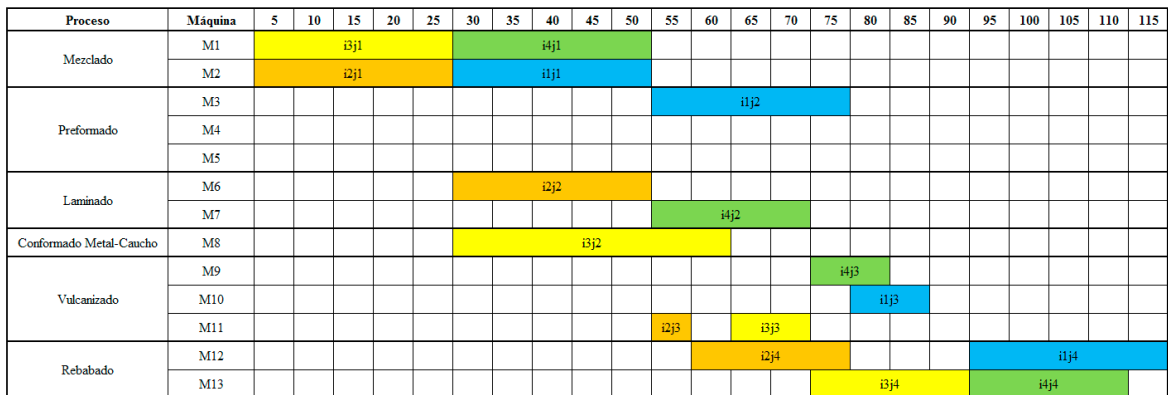 Proceso Máquina 5 10 15 20 25 30 35 40 45 50 55 60 65 70 75 80 85 90 95 100 105 110 115
Mezclado
M1 i3j1 i4j1
M2 i2j1 i1j1
Preformado
M3 i1j2
M4
M5
Laminado
M6 i2j2
M7 i4j2
Conformado Metal-Caucho M8 i3j2
Vulcanizado
M9 i4j3
M10 i1j3
M11 i2j3 i3j3
Rebabado
M12 i2j4 i1j4
M13 i3j4 i4j4